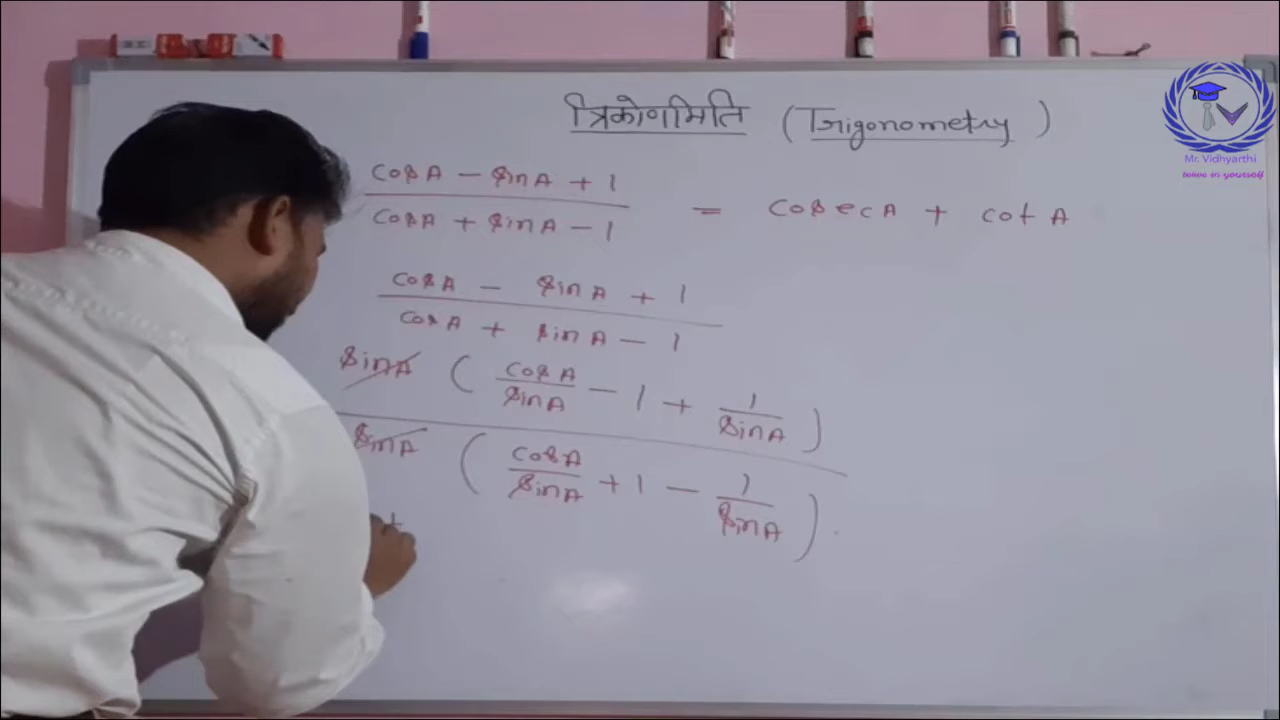 त्रिकोणमिति (Trigonometry)
cosA - sinA + 1
cosA + sinA - 1
= cosecA + cot A
cosA - sinA + 1
cosA + sinA - 1
sinA ( cosA/sinA - 1 + 1/sinA )
sinA ( cosA/sinA + 1 - 1/sinA ).
Mr. Vidhyarthi